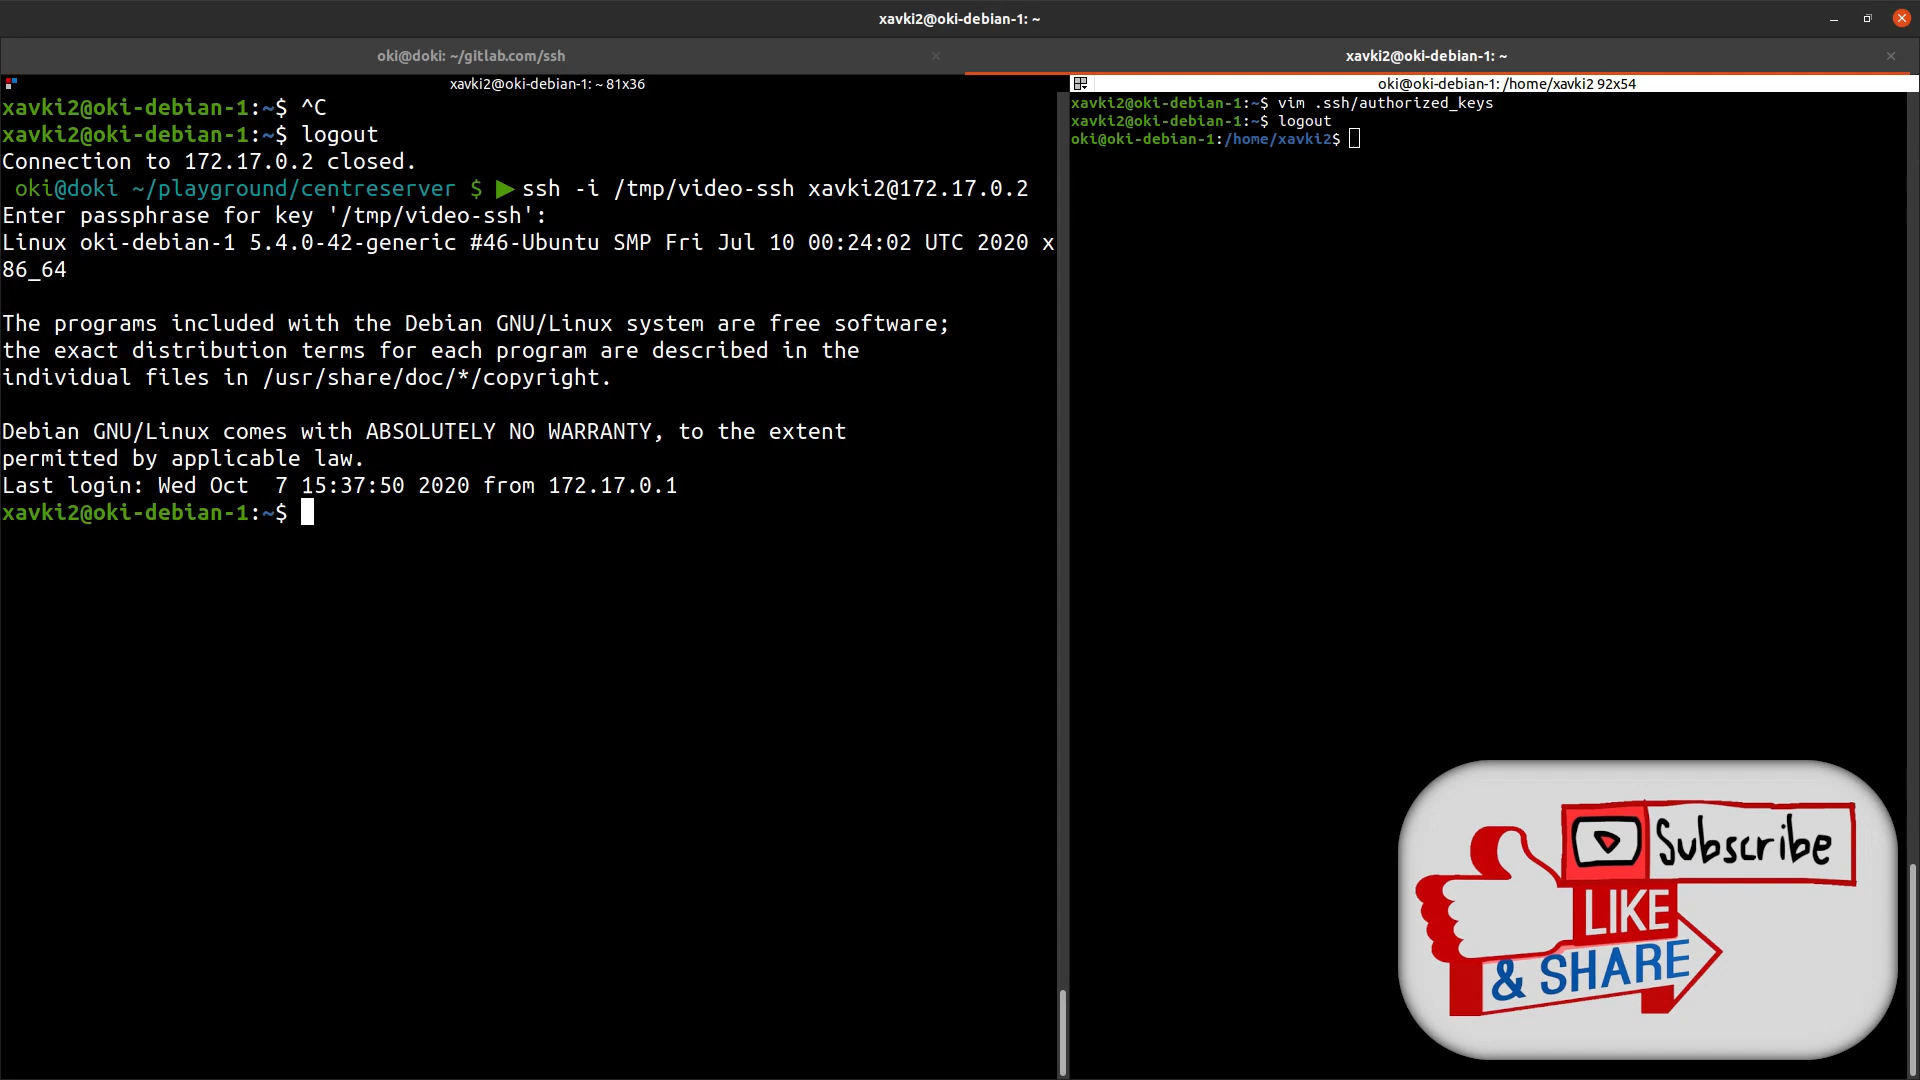 xavki2@oki-debian-1: ~
oki@doki: ~/gitlab.com/ssh
xavki2@oki-debian-1: ~
xavki2@oki-debian-1: ~ 81x36
xavki2@oki-debian-1:~$ ^C
xavki2@oki-debian-1:~$ logout
Connection to 172.17.0.2 closed.
oki@doki ~/playground/centreserver $ ▶ssh -i /tmp/video-ssh xavki2@172.17.0.2
Enter passphrase for key '/tmp/video-ssh':
Linux oki-debian-1 5.4.0-42-generic #46-Ubuntu SMP Fri Jul 10 00:24:02 UTC 2020 x
86_64
The programs included with the Debian GNU/Linux system are free software;
the exact distribution terms for each program are described in the
individual files in /usr/share/doc/*/copyright.
Debian GNU/Linux comes with ABSOLUTELY NO WARRANTY, to the extent
permitted by applicable law.
Last login: Wed Oct  7 15:37:50 2020 from 172.17.0.1
xavki2@oki-debian-1:~$
oki@oki-debian-1: /home/xavki2 92x54
xavki2@oki-debian-1:~$ vim .ssh/authorized_keys
xavki2@oki-debian-1:~$ logout
oki@oki-debian-1:/home/xavki2$
Subscribe
LIKE
& SHARE